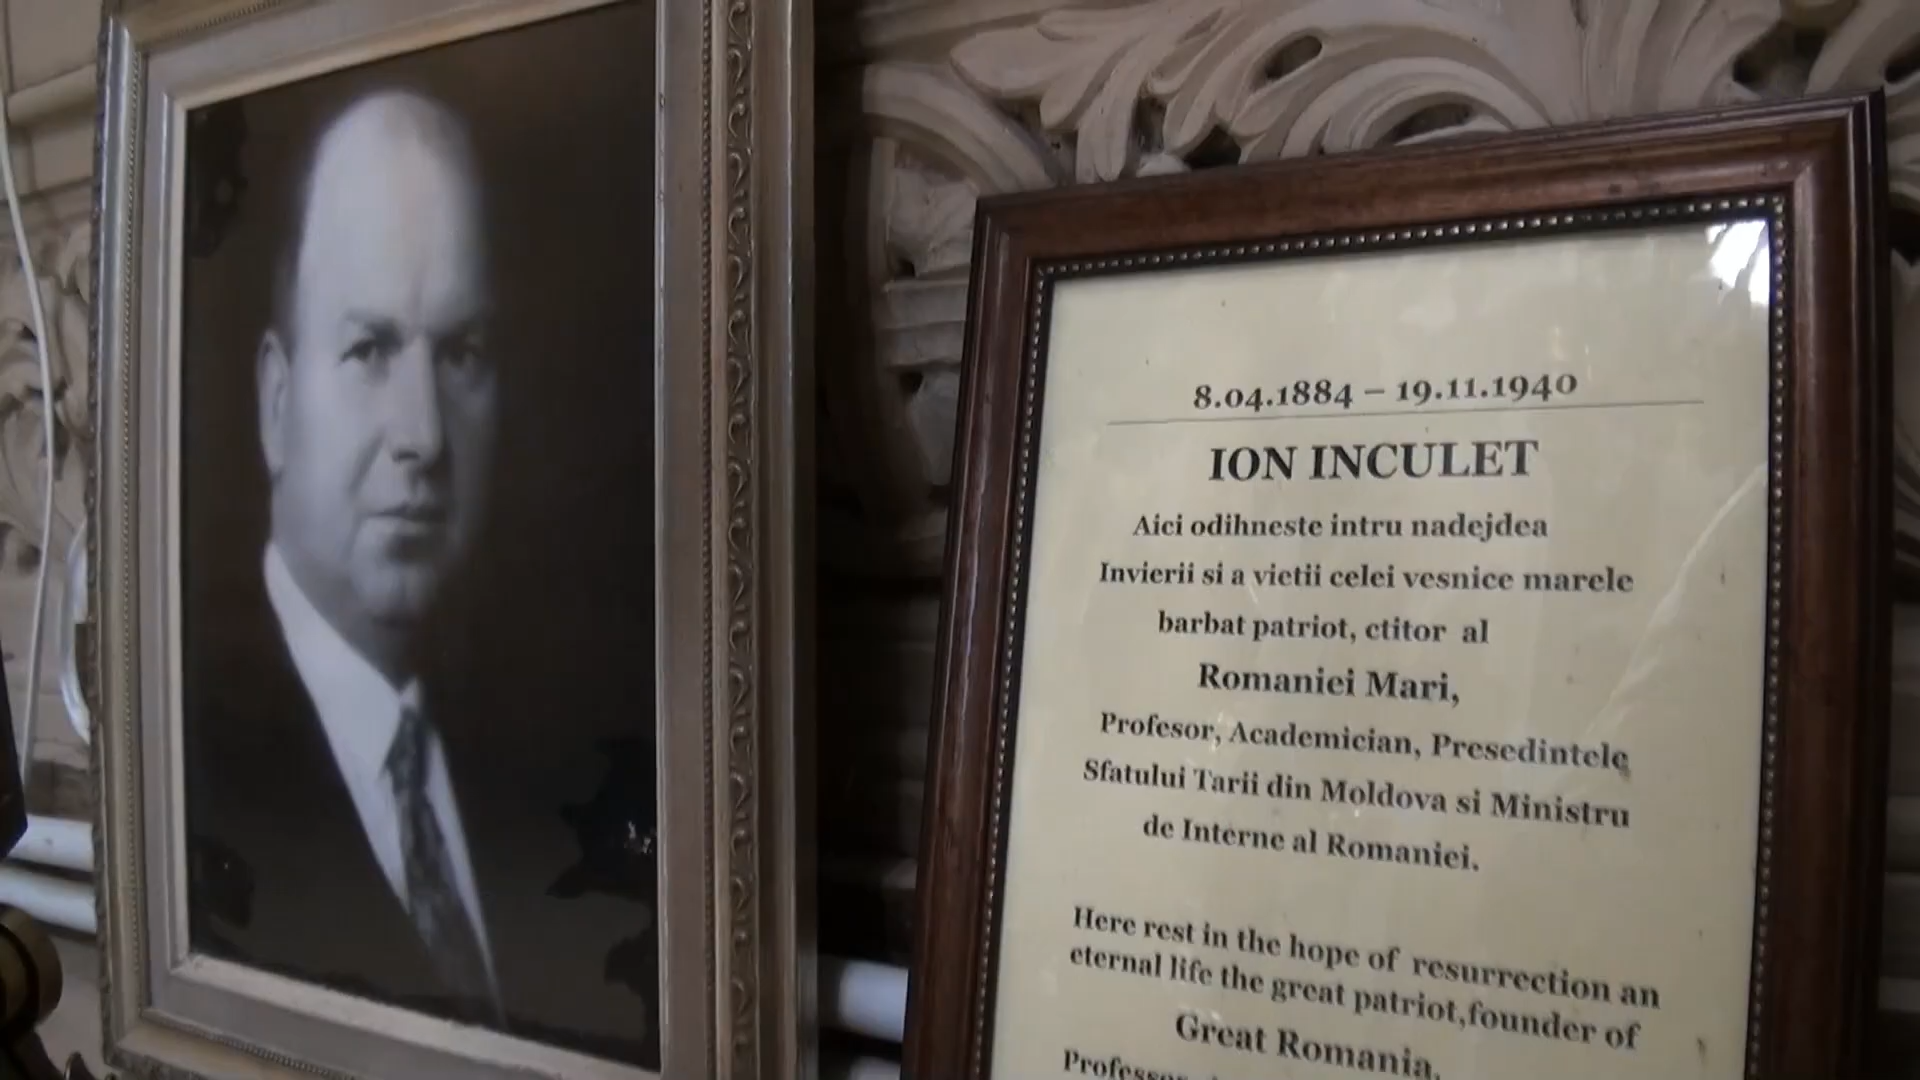 8.04.1884 – 19.11.1940
ION INCULET
Aici odihneste intru nadejdea
Invierii si a vietii celei vesnice marele
barbat patriot, ctitor al
Romaniei Mari,
Profesor, Academician, Presedintele
Sfatului Tarii din Moldova si Ministru
de Interne al Romaniei.
Here rest in the hope of resurrection an
eternal life the great patriot,founder of
Great Romania,